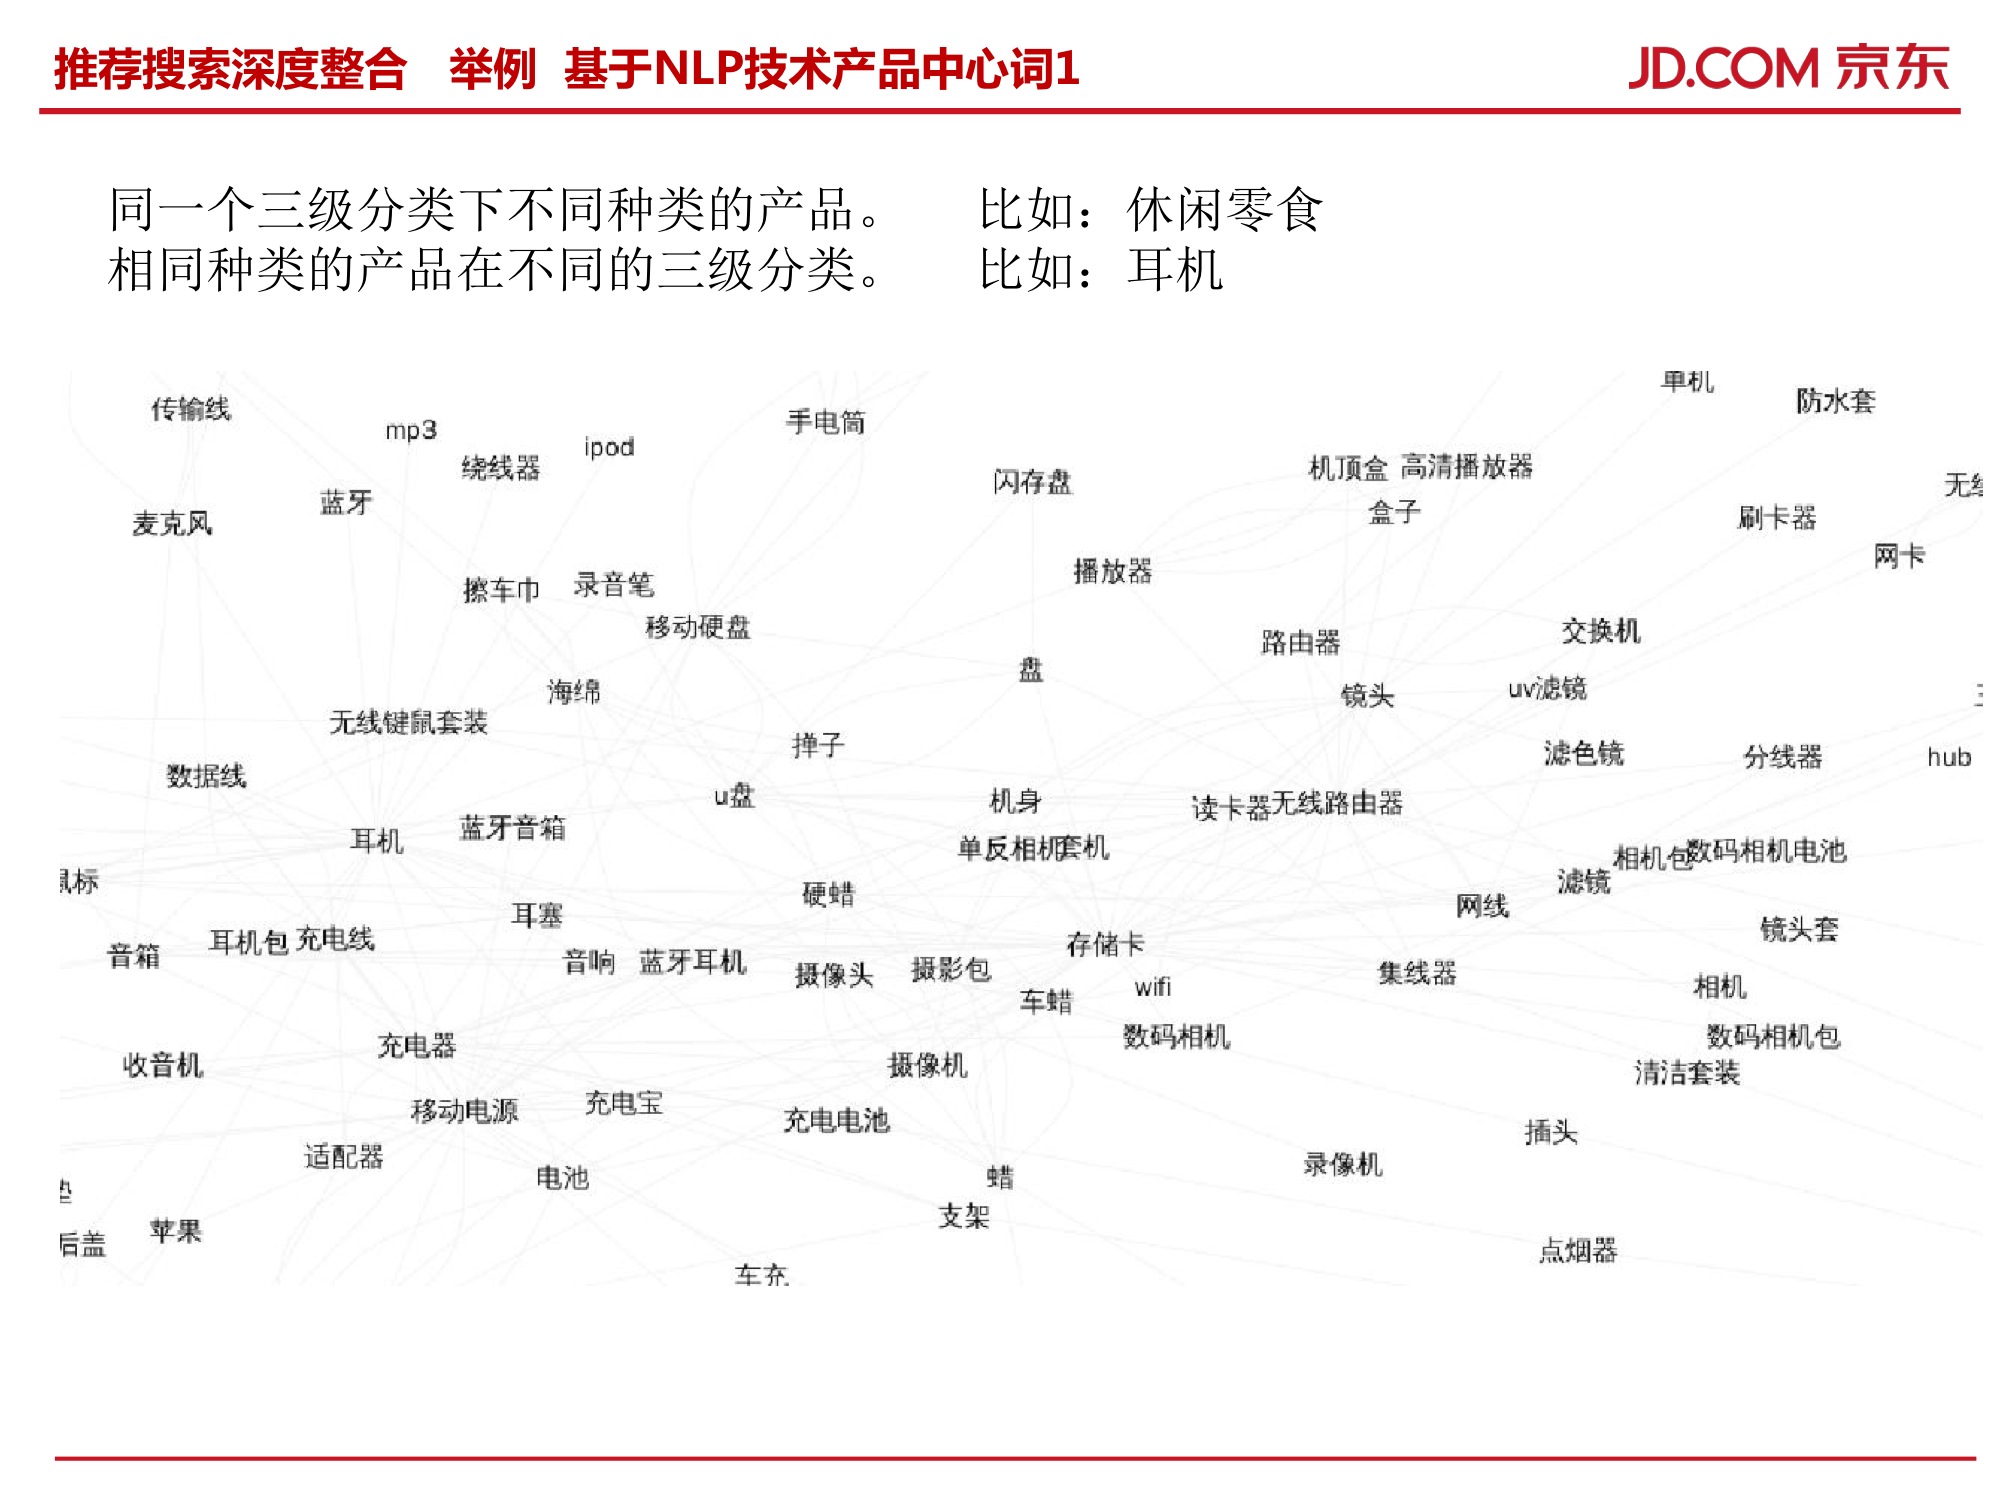 推荐搜索深度整合 举例 基于NLP技术产品中心词1
JD.COM 京东
同一个三级分类下不同种类的产品。 比如：休闲零食
相同种类的产品在不同的三级分类。 比如：耳机
单机
防水套
传输线
mp3
手电筒
ipod
绕线器
机顶盒 高清播放器
闪存盘
蓝牙
盒子
刷卡器
麦克风
网卡
播放器
擦车巾
录音笔
移动硬盘
交换机
路由器
盘
海绵
镜头
uv滤镜
无线键鼠套装
掸子
滤色镜
分线器
hub
数据线
u盘
机身
读卡器
无线路由器
蓝牙音箱
耳机
单反相机
套机
相机包
数码相机电池
鼠标
滤镜
硬蜡
网线
耳塞
镜头套
耳机包
充电线
存储卡
音箱
音响
蓝牙耳机
摄像头
摄影包
集线器
wifi
相机
车蜡
数码相机
数码相机包
充电器
收音机
摄像机
清洁套装
移动电源
充电宝
充电电池
插头
适配器
录像机
电池
蜡
支架
苹果
后盖
点烟器
车充